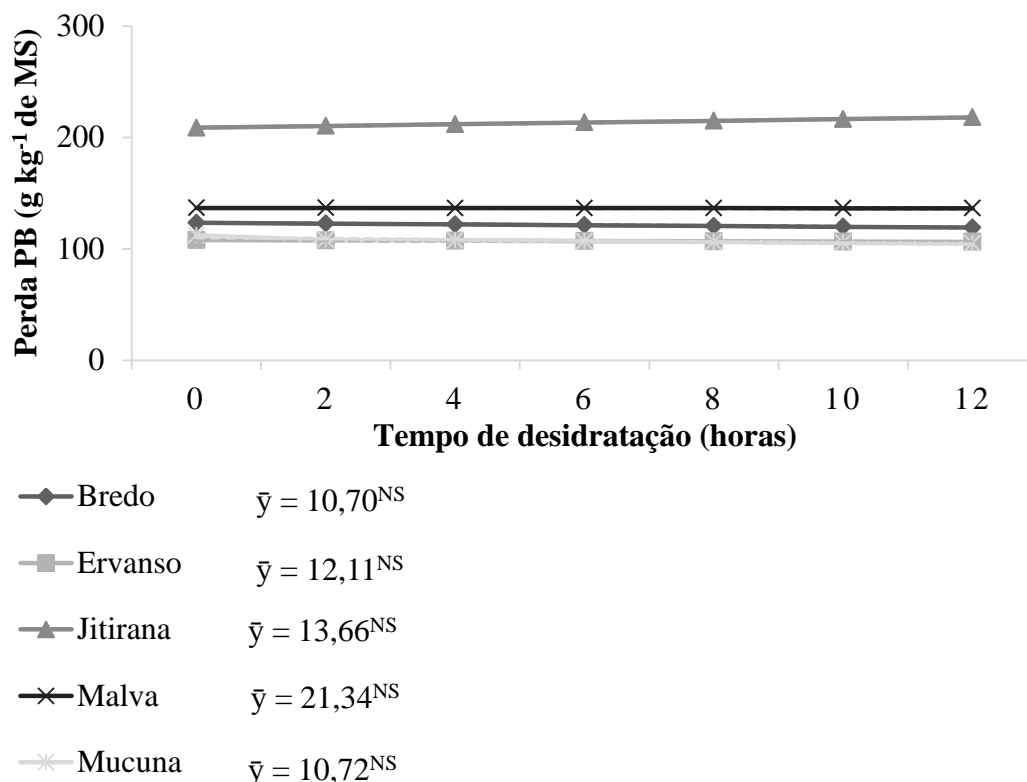 Perda PB (g kg⁻¹ de MS)
300
200
100
0
0 2 4 6 8 10 12
Tempo de desidratação (horas)
Bredo ȳ = 10,70ᴺˢ
Ervanso ȳ = 12,11ᴺˢ
Jitirana ȳ = 13,66ᴺˢ
Malva ȳ = 21,34ᴺˢ
Mucuna ȳ = 10,72ᴺˢ